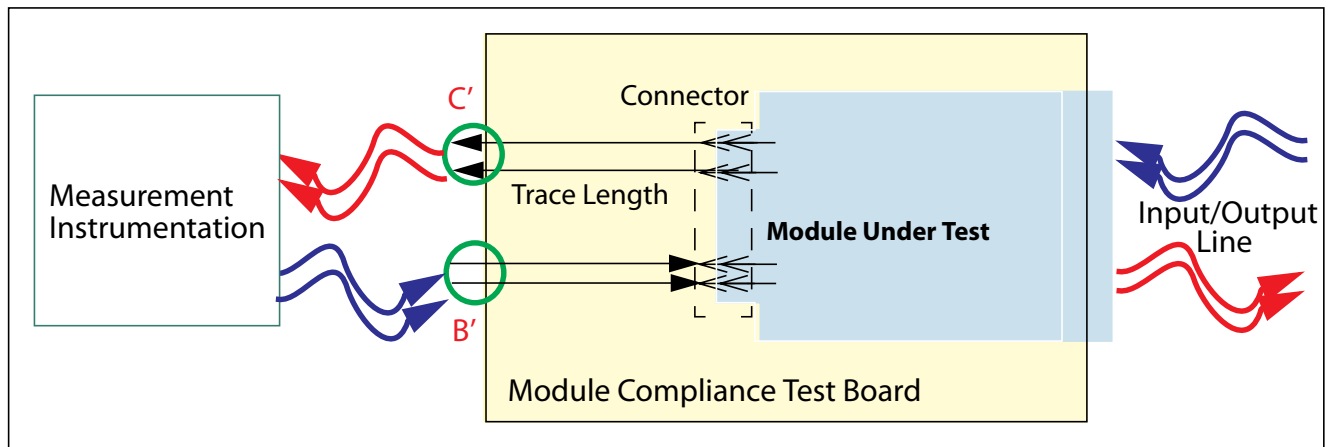 C’
Connector
Measurement
Instrumentation
Trace Length
Module Under Test
Input/Output
Line
B’
Module Compliance Test Board